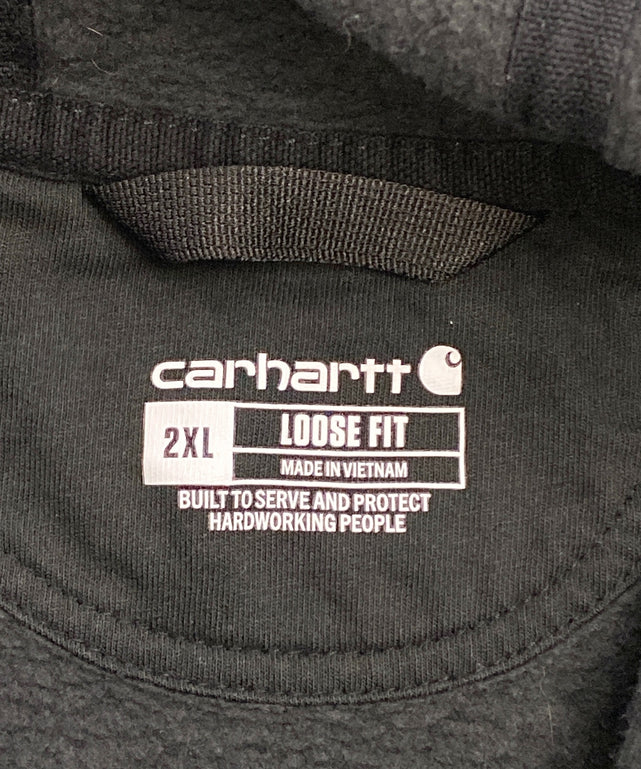 carhartt
2XL
LOOSE FIT
MADE IN VIETNAM
BUILT TO SERVE AND PROTECT
HARDWORKING PEOPLE